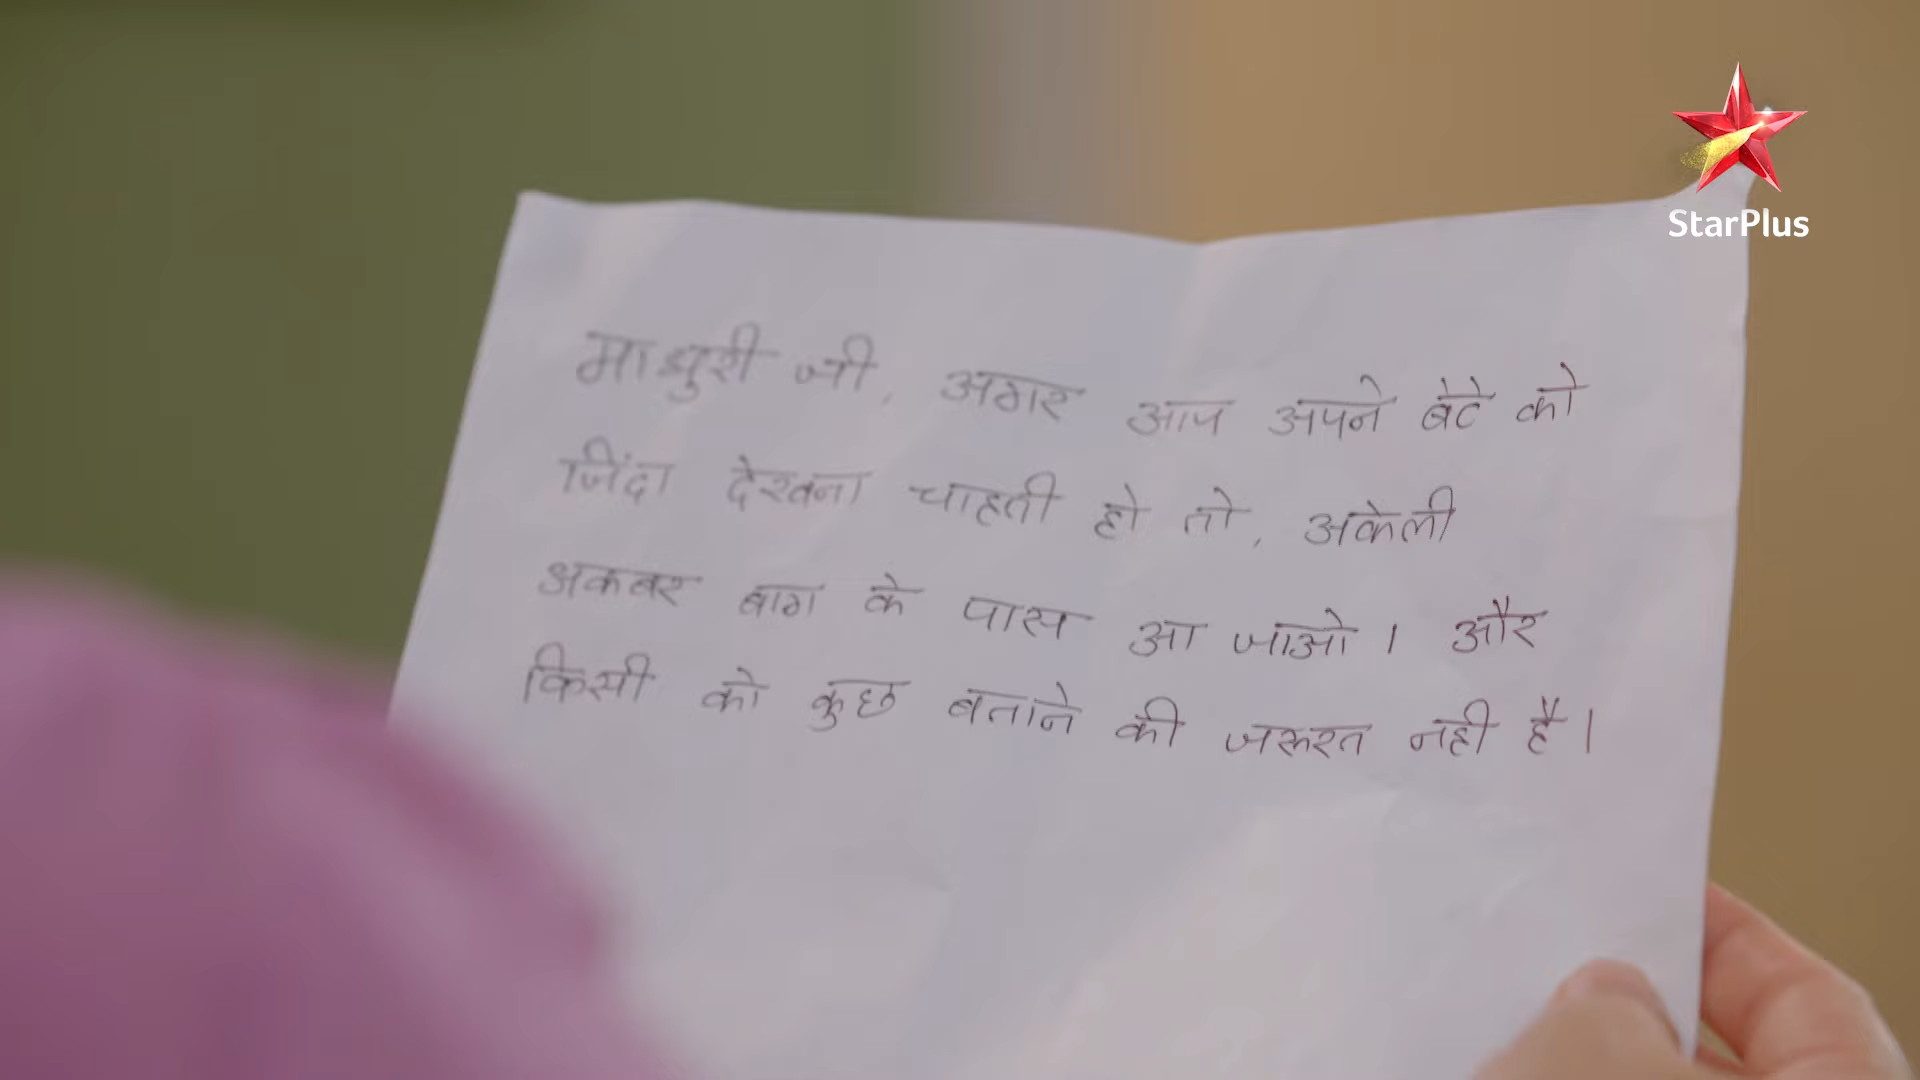 StarPlus
माधुरी जी, अगर आप अपने बेटे को
जिंदा देखना चाहती हो तो, अकेली
अकबर बाग के पास आ जाओ। और
किसी को कुछ बताने की जरूरत नही है।